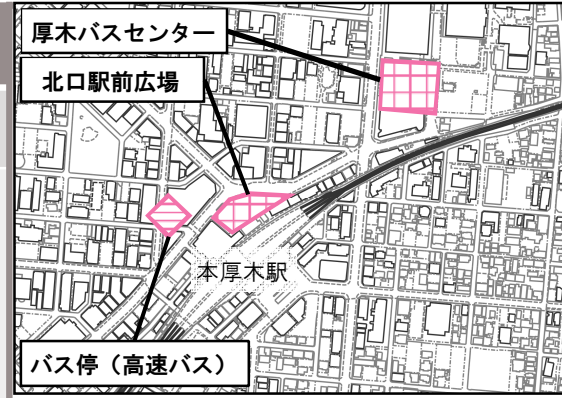 厚木バスセンター
北口駅前広場
本厚木駅
バス停（高速バス）